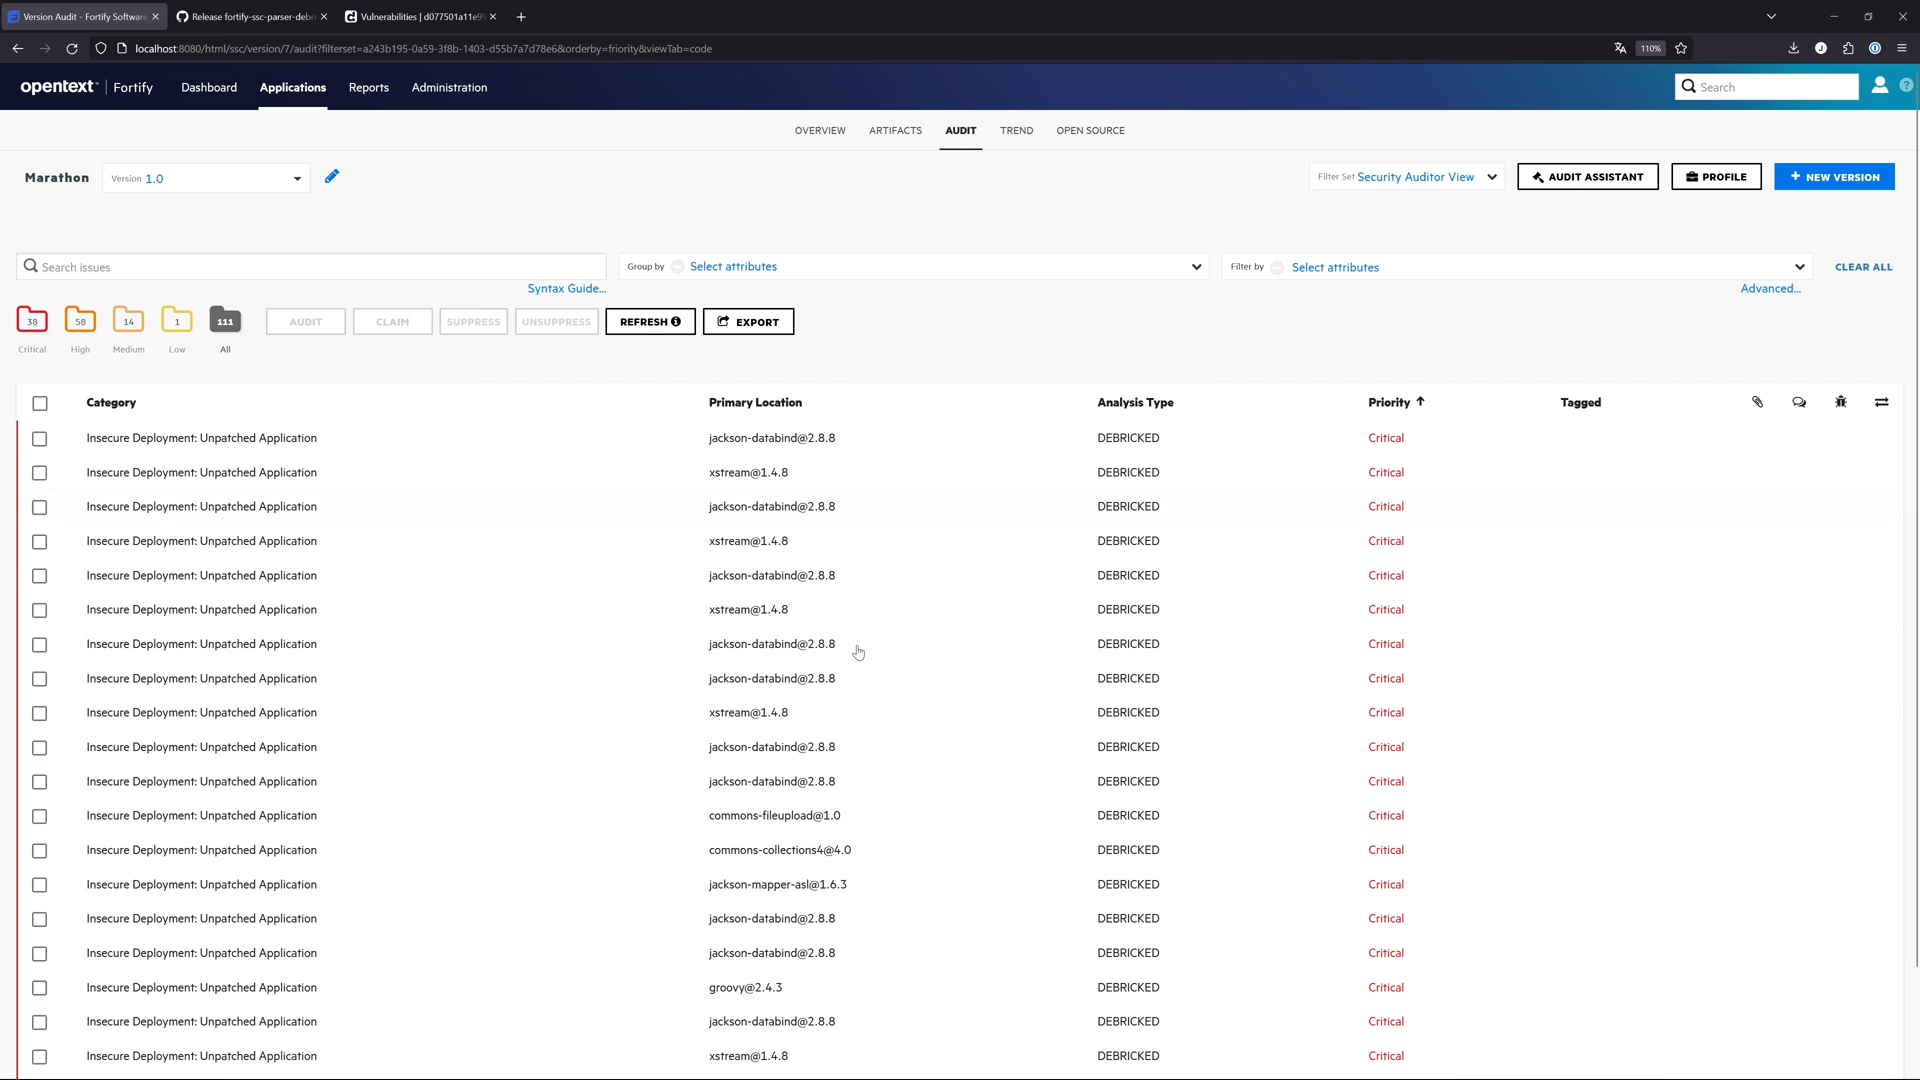 Version Audit - Fortify Software
Release fortify-ssc-parser-debri
Vulnerabilities | d077501a11e9
localhost:8080/html/ssc/version/7/audit?filterset=a243b195-0a59-3f8b-1403-d55b7a7d78e6&orderby=friority&viewTab=code
110%
opentext™ | Fortify
Dashboard
Applications
Reports
Administration
Search
OVERVIEW
ARTIFACTS
AUDIT
TREND
OPEN SOURCE
Marathon
Version 1.0
Filter Set Security Auditor View
AUDIT ASSISTANT
PROFILE
+ NEW VERSION
Search issues
Group by Select attributes
Filter by Select attributes
CLEAR ALL
Syntax Guide...
Advanced...
38
58
14
1
111
AUDIT
CLAIM
SUPPRESS
UNSUPPRESS
REFRESH
EXPORT
Critical
High
Medium
Low
All
Category Primary Location Analysis Type Priority Tagged
Insecure Deployment: Unpatched Application jackson-databind@2.8.8 DEBRICKED Critical
Insecure Deployment: Unpatched Application xstream@1.4.8 DEBRICKED Critical
Insecure Deployment: Unpatched Application jackson-databind@2.8.8 DEBRICKED Critical
Insecure Deployment: Unpatched Application xstream@1.4.8 DEBRICKED Critical
Insecure Deployment: Unpatched Application jackson-databind@2.8.8 DEBRICKED Critical
Insecure Deployment: Unpatched Application xstream@1.4.8 DEBRICKED Critical
Insecure Deployment: Unpatched Application jackson-databind@2.8.8 DEBRICKED Critical
Insecure Deployment: Unpatched Application jackson-databind@2.8.8 DEBRICKED Critical
Insecure Deployment: Unpatched Application xstream@1.4.8 DEBRICKED Critical
Insecure Deployment: Unpatched Application jackson-databind@2.8.8 DEBRICKED Critical
Insecure Deployment: Unpatched Application jackson-databind@2.8.8 DEBRICKED Critical
Insecure Deployment: Unpatched Application commons-fileupload@1.0 DEBRICKED Critical
Insecure Deployment: Unpatched Application commons-collections4@4.0 DEBRICKED Critical
Insecure Deployment: Unpatched Application jackson-mapper-asl@1.6.3 DEBRICKED Critical
Insecure Deployment: Unpatched Application jackson-databind@2.8.8 DEBRICKED Critical
Insecure Deployment: Unpatched Application jackson-databind@2.8.8 DEBRICKED Critical
Insecure Deployment: Unpatched Application groovy@2.4.3 DEBRICKED Critical
Insecure Deployment: Unpatched Application jackson-databind@2.8.8 DEBRICKED Critical
Insecure Deployment: Unpatched Application xstream@1.4.8 DEBRICKED Critical